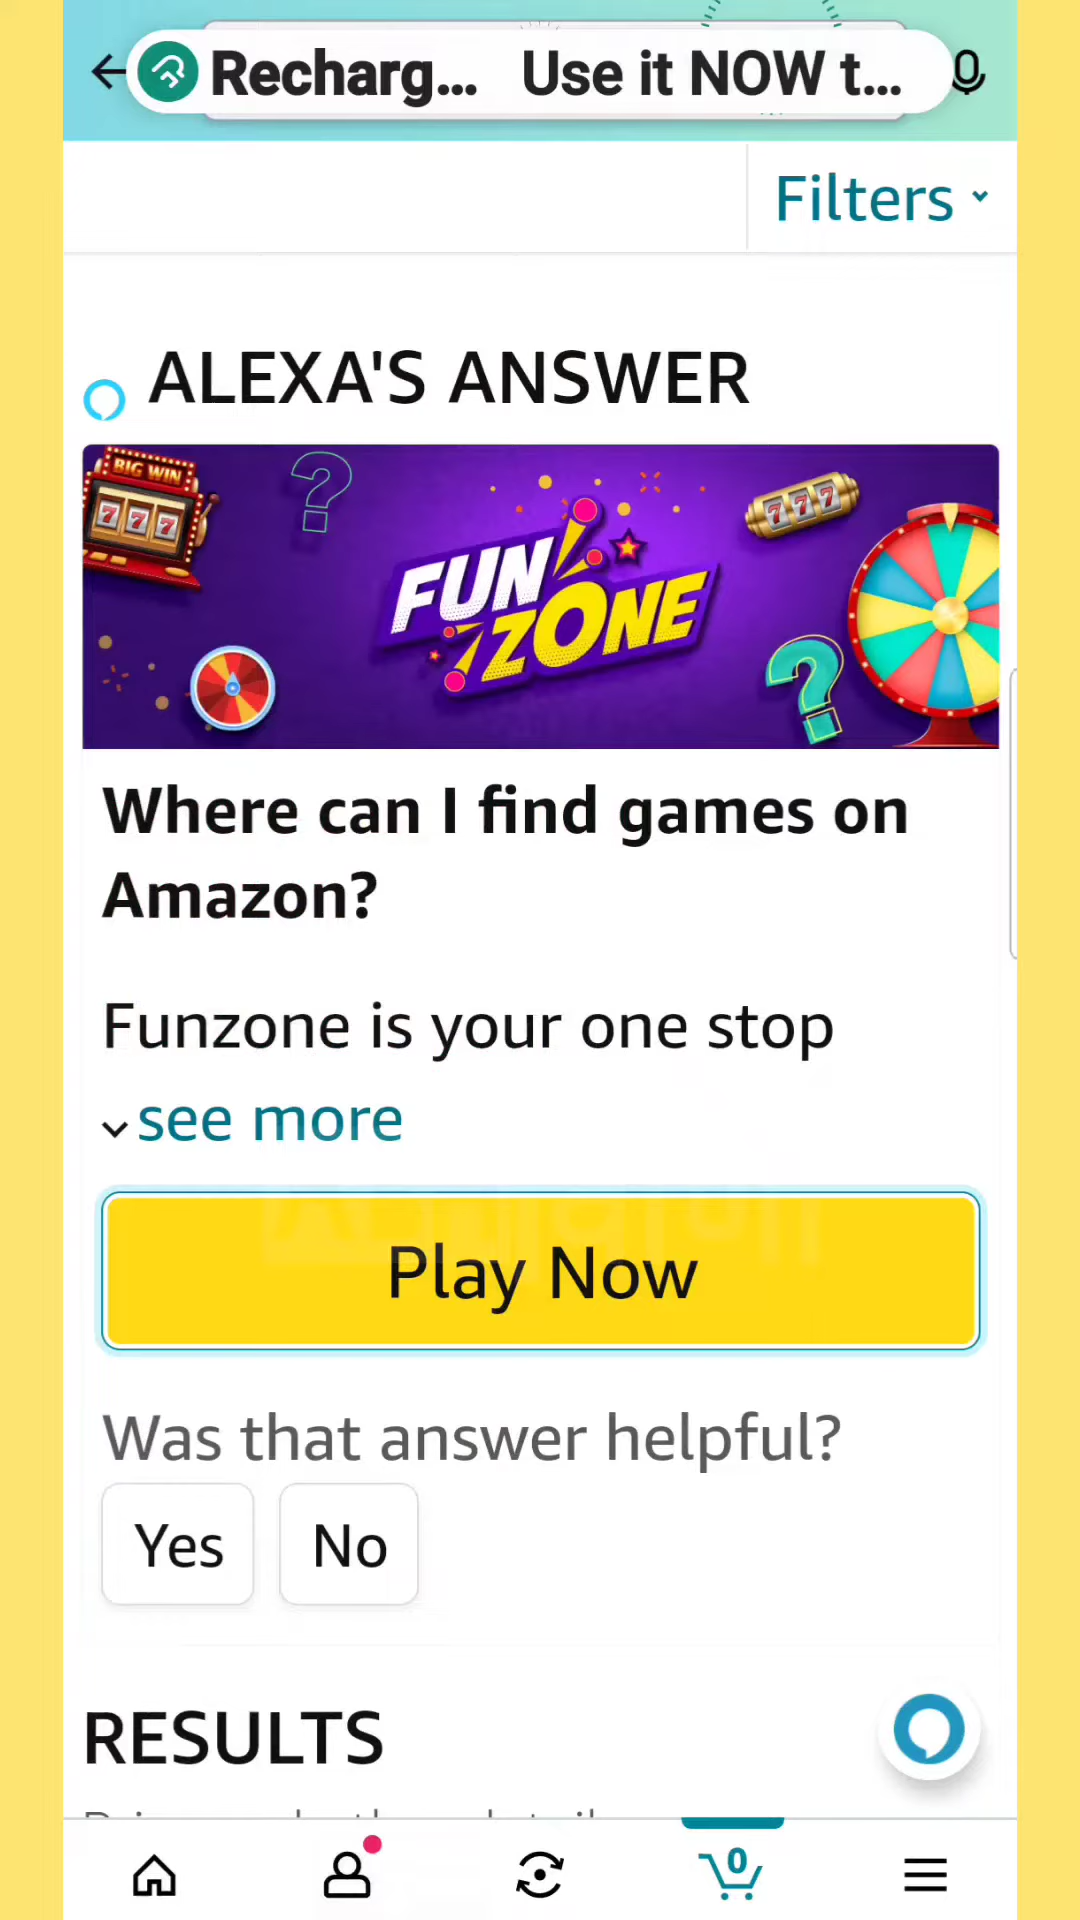 Recharg... Use it NOW t...
Filters
ALEXA'S ANSWER
BIG WIN
777
777
FUN
ZONE
Where can I find games on
Amazon?
Funzone is your one stop
see more
Play Now
Was that answer helpful?
Yes No
RESULTS
0